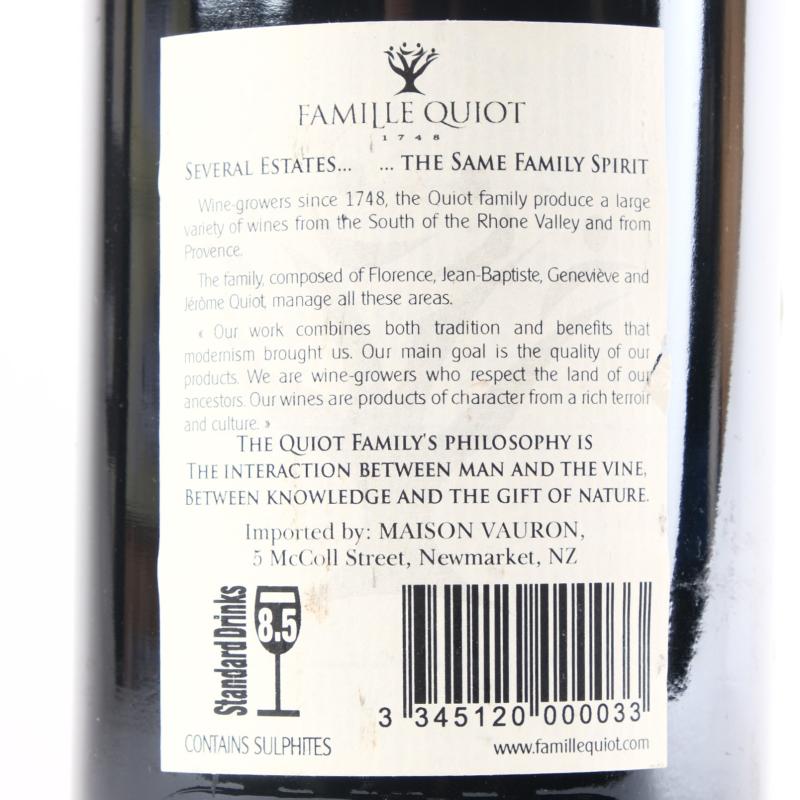 FAMILLE QUIOT
1748
SEVERAL ESTATES... ... THE SAME FAMILY SPIRIT
Wine-growers since 1748, the Quiot family produce a large
variety of wines from the South of the Rhone Valley and from
Provence.
The family, composed of Florence, Jean-Baptiste, Geneviève and
Jérôme Quiot, manage all these areas.
« Our work combines both tradition and benefits that
modernism brought us. Our main goal is the quality of our
products. We are wine-growers who respect the land of our
ancestors. Our wines are products of character from a rich terroir
and culture. »
THE QUIOT FAMILY'S PHILOSOPHY IS
THE INTERACTION BETWEEN MAN AND THE VINE,
BETWEEN KNOWLEDGE AND THE GIFT OF NATURE.
Imported by: MAISON VAURON,
5 McColl Street, Newmarket, NZ
Standard Drinks
8.5
3 345120 000033
CONTAINS SULPHITES
www.famillequiot.com